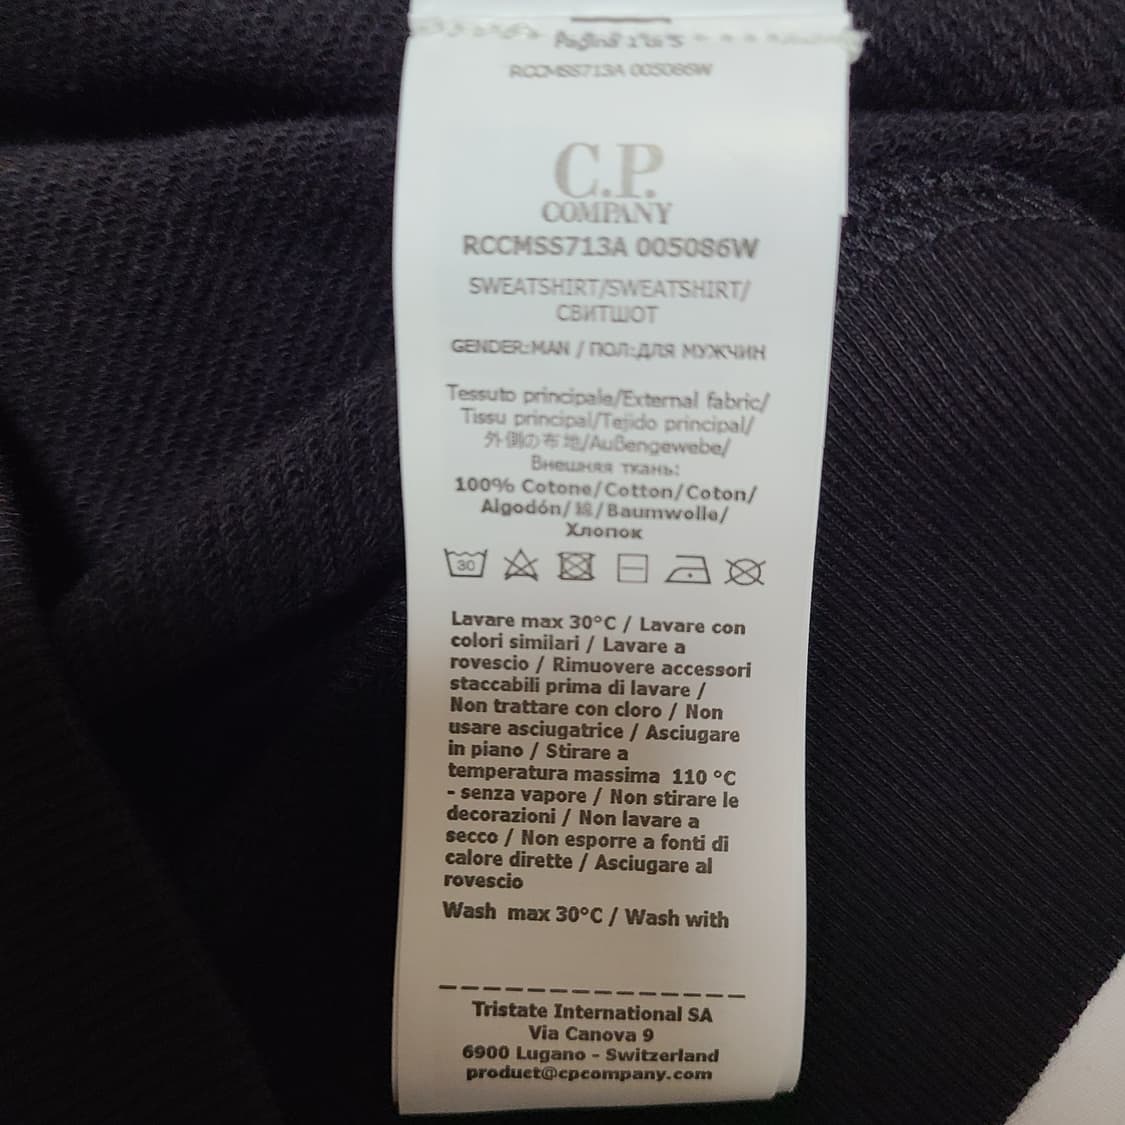 Pagina 1 di 5
RCCMSS713A 005086W
C.P.
COMPANY
RCCMSS713A 005086W
SWEATSHIRT/SWEATSHIRT/
СВИТШОТ
GENDER:MAN / ПОЛ:ДЛЯ МУЖЧИН
Tessuto principale/External fabric/
Tissu principal/Tejido principal/
外側の布地/Außengewebe/
Внешняя ткань:
100% Cotone/Cotton/Coton/
Algodón/綿/Baumwolle/
Хлопок
30
Lavare max 30°C / Lavare con
colori similari / Lavare a
rovescio / Rimuovere accessori
staccabili prima di lavare /
Non trattare con cloro / Non
usare asciugatrice / Asciugare
in piano / Stirare a
temperatura massima 110 °C
- senza vapore / Non stirare le
decorazioni / Non lavare a
secco / Non esporre a fonti di
calore dirette / Asciugare al
rovescio
Wash max 30°C / Wash with
Tristate International SA
Via Canova 9
6900 Lugano - Switzerland
product@cpcompany.com